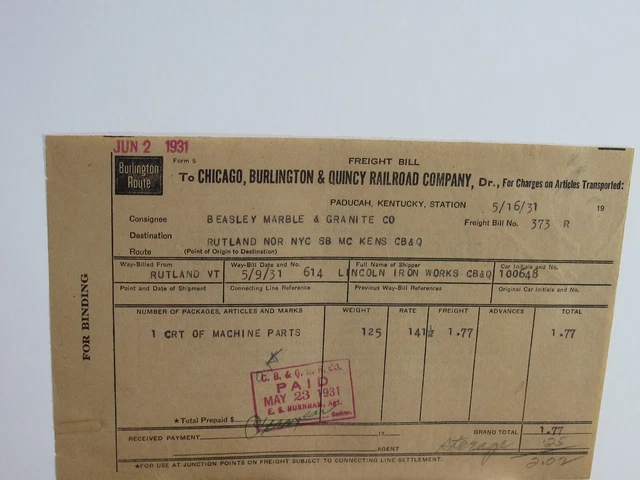 JUN 2 1931
Burlington Route
Form 5
FREIGHT BILL
To CHICAGO, BURLINGTON & QUINCY RAILROAD COMPANY, Dr., For Charges on Articles Transported:
PADUCAH, KENTUCKY, STATION 5/16/31 19
Consignee BEASLEY MARBLE & GRANITE CO Freight Bill No. 373 R
Destination
RUTLAND NOR NYC SB MC KENS CB&Q
Route (Point of Origin to Destination)
Way-Billed From Way-Bill Date and No. Full Name of Shipper Car Initials and No.
RUTLAND VT 5/9/31 614 LINCOLN IRON WORKS CB&Q 100648
Point and Date of Shipment Connecting Line Reference Previous Way-Bill References Original Car Initials and No.
FOR BINDING
NUMBER OF PACKAGES, ARTICLES AND MARKS WEIGHT RATE FREIGHT ADVANCES TOTAL
1 CRT OF MACHINE PARTS 125 141½ 1.77 1.77
C. B. & Q. R. R. CO.
PAID
MAY 23 1931
E. S. BURNHAM, Agt.
*Total Prepaid $
GRAND TOTAL 1.77
RECEIVED PAYMENT, 19
storage .25
AGENT
2.02
*FOR USE AT JUNCTION POINTS ON FREIGHT SUBJECT TO CONNECTING LINE SETTLEMENT.